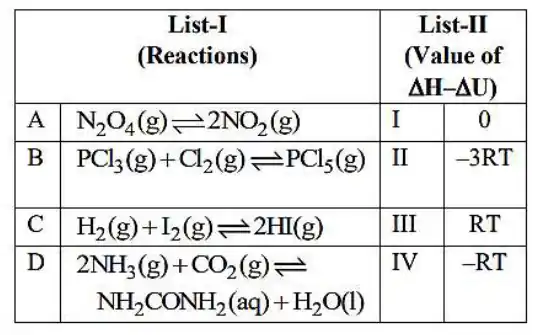 List-I
(Reactions)
List-II
(Value of
ΔH–ΔU)
A N₂O₄(g)⇌2NO₂(g) I 0
B PCl₃(g)+Cl₂(g)⇌PCl₅(g) II –3RT
C H₂(g)+I₂(g)⇌2HI(g) III RT
D 2NH₃(g)+CO₂(g)⇌ IV –RT
NH₂CONH₂(aq)+H₂O(l)